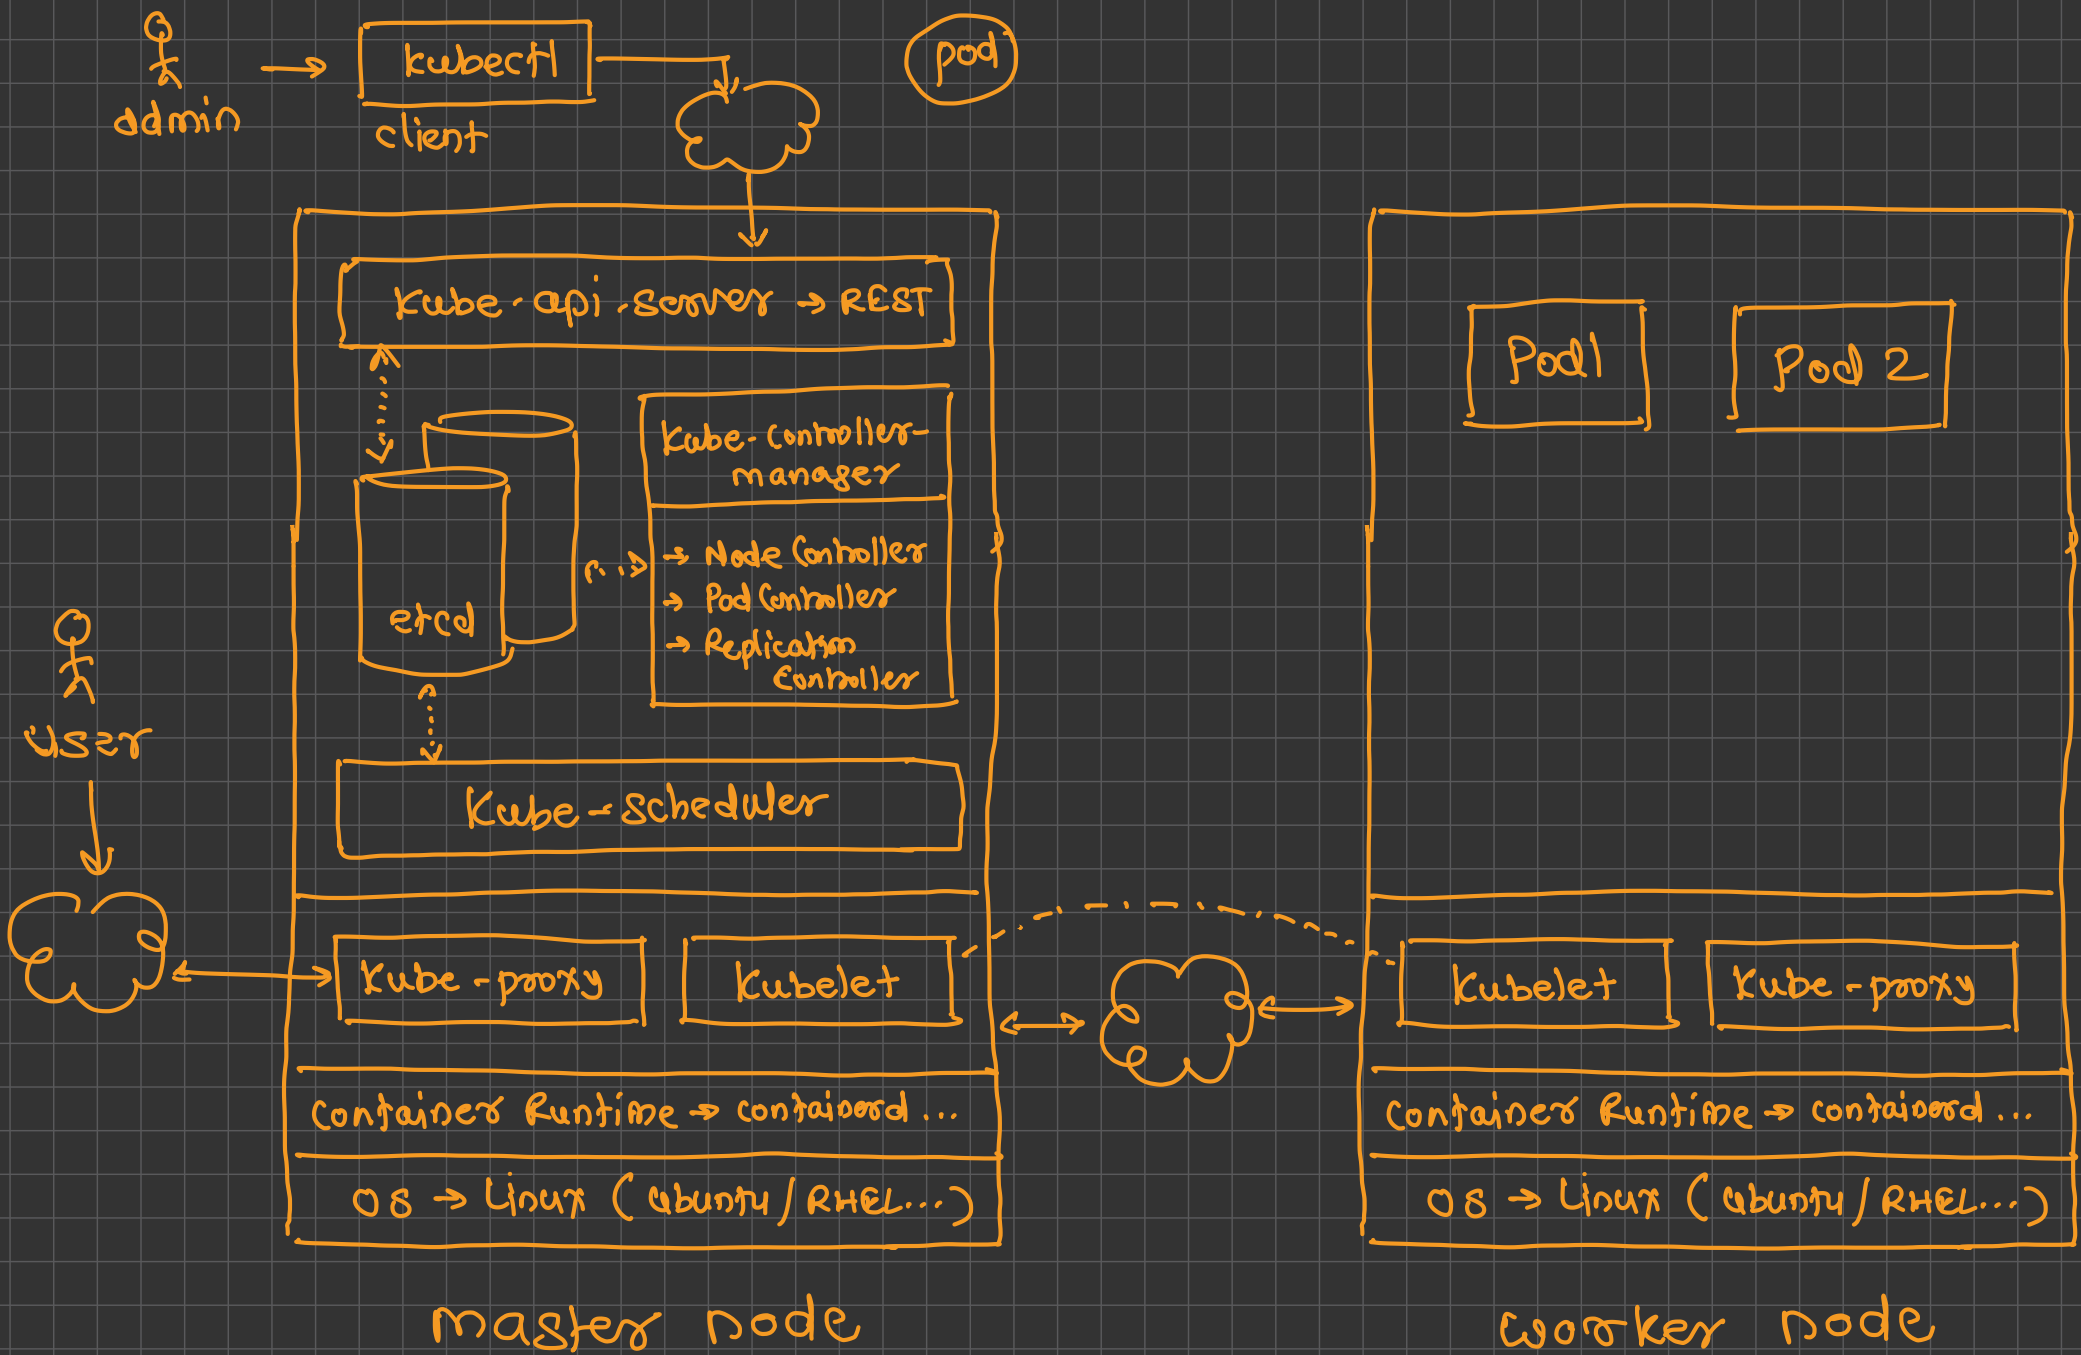 kubectl
pod
admin
client
Kube-api-server → REST
Pod1
Pod 2
Kube-Controller-
manager
→ Node Controller
→ Pod Controller
→ Replication
Controller
etcd
user
Kube-scheduler
Kube-proxy
Kubelet
Kubelet
Kube-proxy
Container Runtime → containerd ...
Container Runtime → containerd ...
OS → Linux (Ubuntu/RHEL...)
OS → Linux (Ubuntu/RHEL...)
master node
worker node